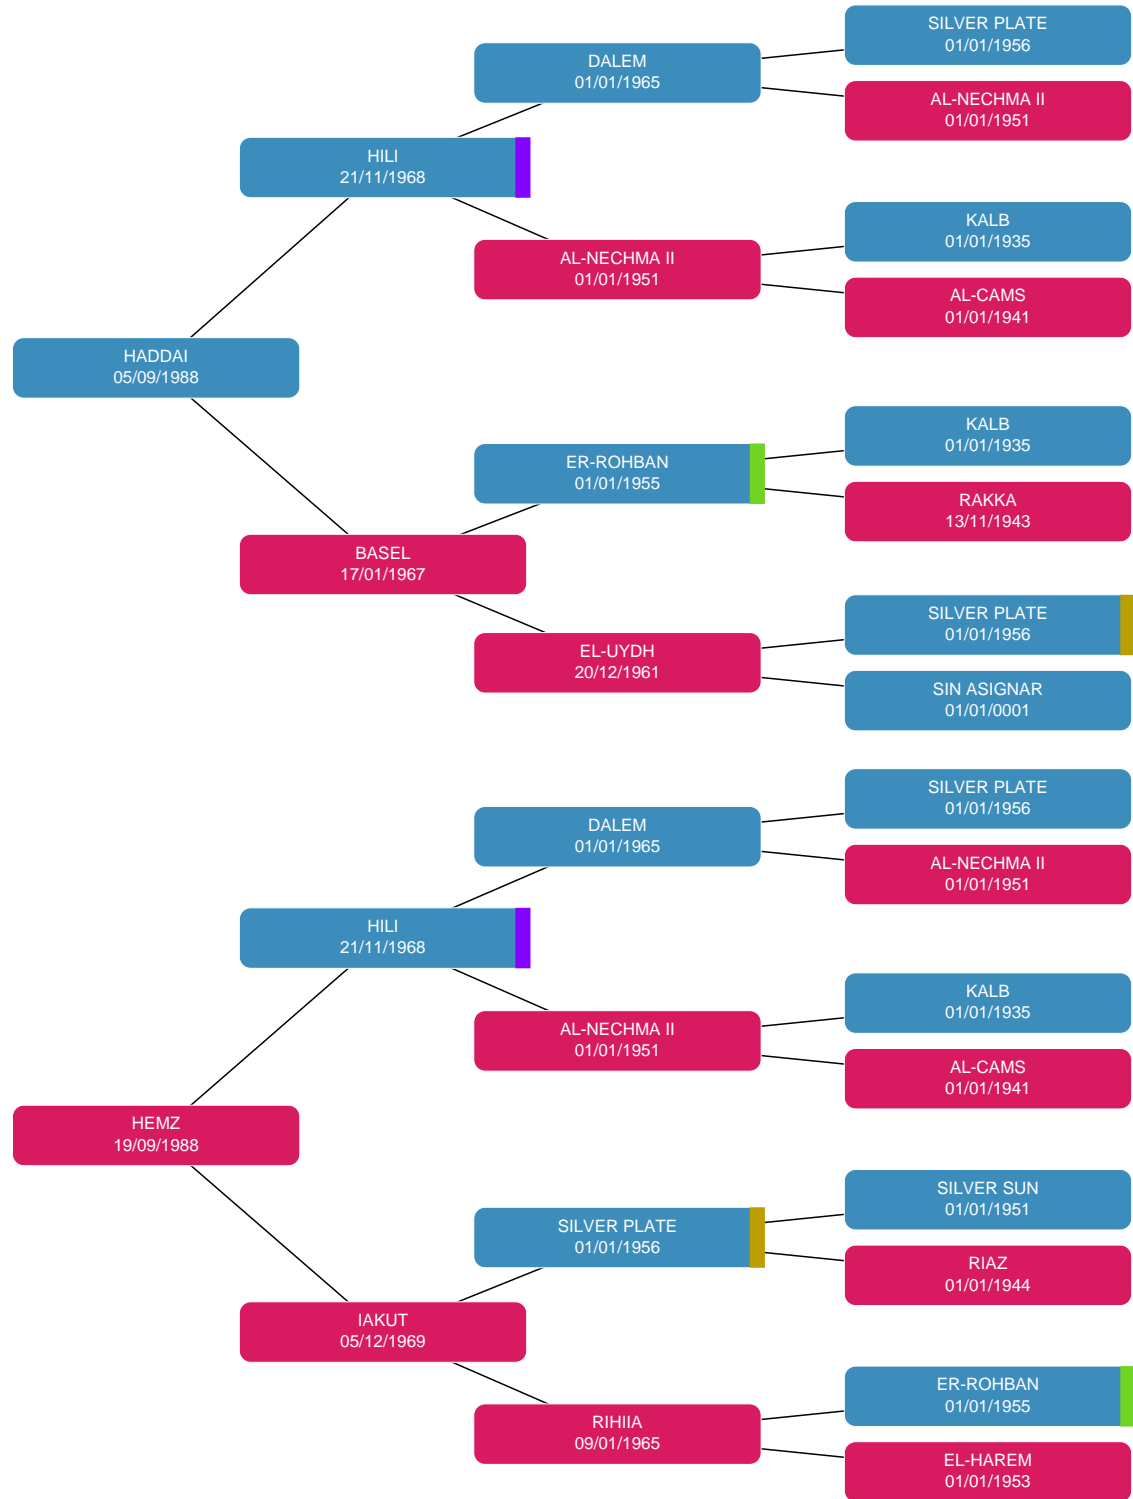 SILVER PLATE
01/01/1956
DALEM
01/01/1965
AL-NECHMA II
01/01/1951
HILI
21/11/1968
KALB
01/01/1935
AL-NECHMA II
01/01/1951
AL-CAMS
01/01/1941
HADDAI
05/09/1988
KALB
01/01/1935
ER-ROHBAN
01/01/1955
RAKKA
13/11/1943
BASEL
17/01/1967
SILVER PLATE
01/01/1956
EL-UYDH
20/12/1961
SIN ASIGNAR
01/01/0001
SILVER PLATE
01/01/1956
DALEM
01/01/1965
AL-NECHMA II
01/01/1951
HILI
21/11/1968
KALB
01/01/1935
AL-NECHMA II
01/01/1951
AL-CAMS
01/01/1941
HEMZ
19/09/1988
SILVER SUN
01/01/1951
SILVER PLATE
01/01/1956
RIAZ
01/01/1944
IAKUT
05/12/1969
ER-ROHBAN
01/01/1955
RIHIIA
09/01/1965
EL-HAREM
01/01/1953